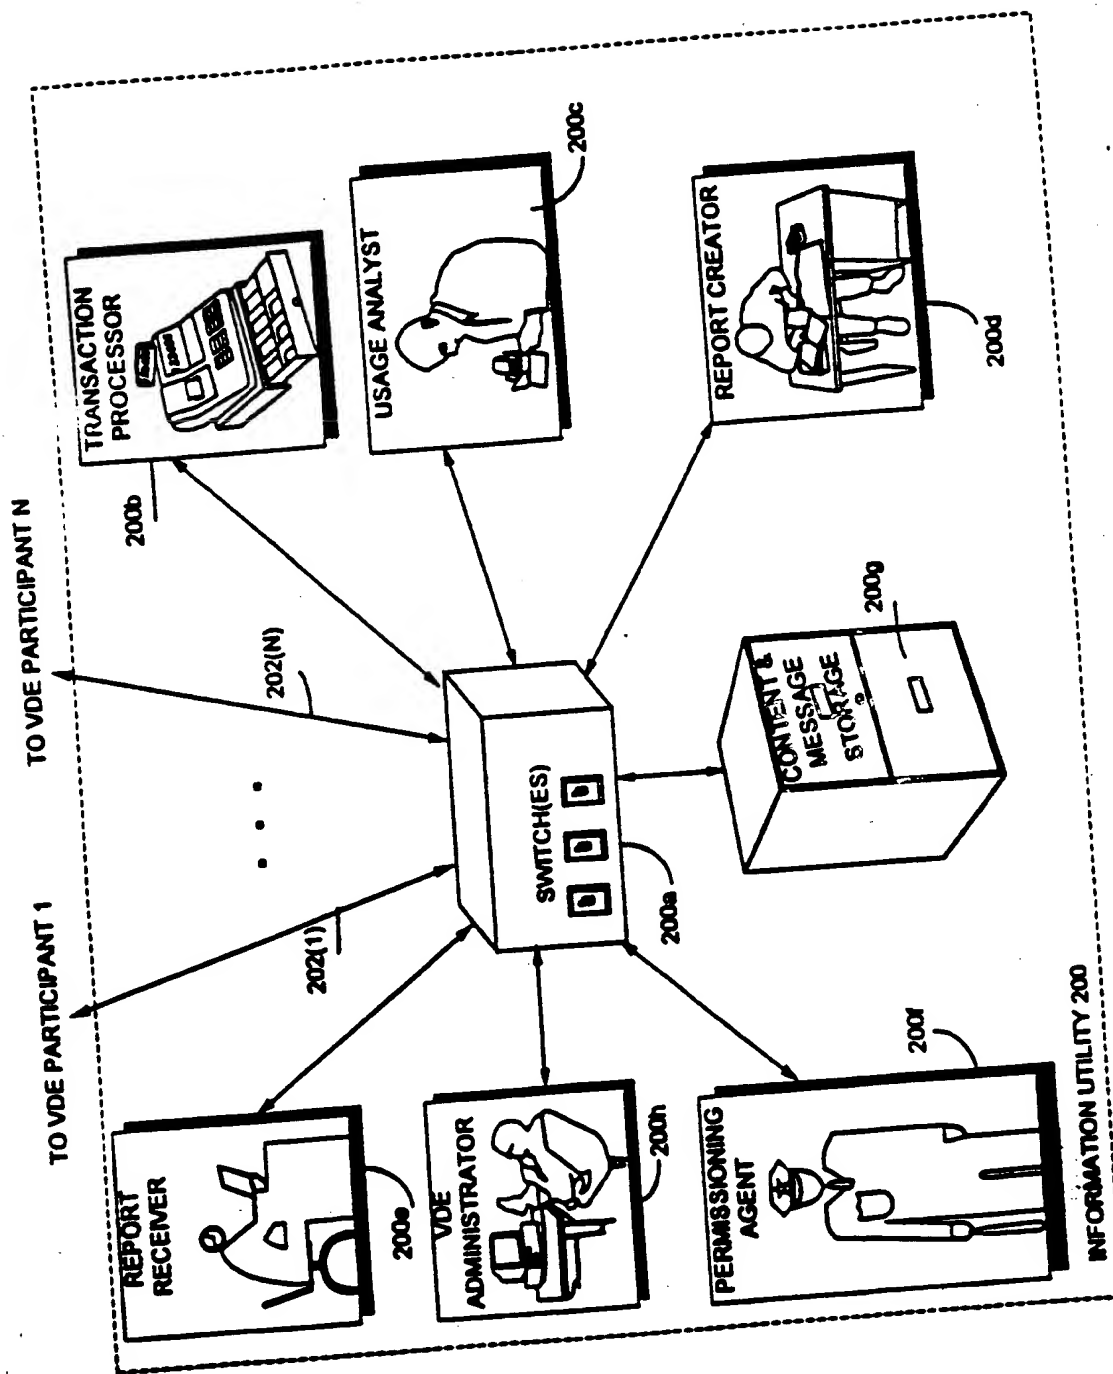 TO VDE PARTICIPANT 1
TO VDE PARTICIPANT N
202(1)
202(N)
REPORT
RECEIVER
200e
TRANSACTION
PROCESSOR
200b
VDE
ADMINISTRATOR
200h
SWITCH(ES)
200a
USAGE ANALYST
200c
PERMISSIONING
AGENT
200f
CONTENT &
MESSAGE
STORAGE
200g
REPORT CREATOR
200d
INFORMATION UTILITY 200